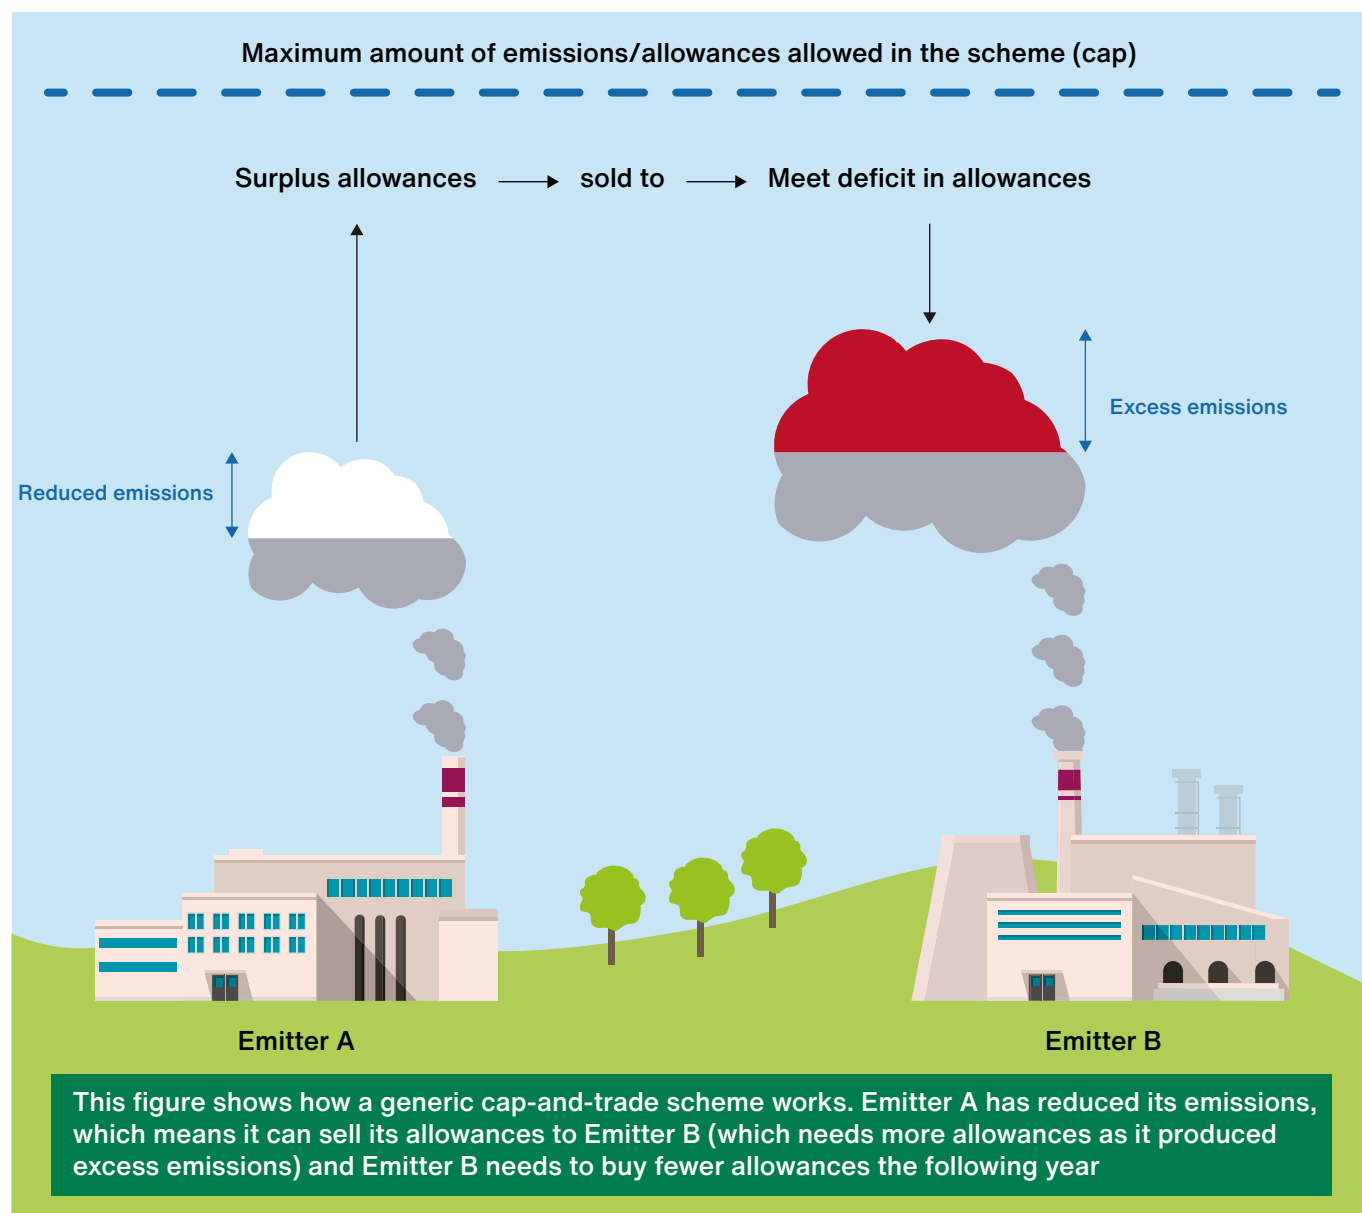 Maximum amount of emissions/allowances allowed in the scheme (cap)
Surplus allowances sold to Meet deficit in allowances
Excess emissions
Reduced emissions
Emitter A
Emitter B
This figure shows how a generic cap-and-trade scheme works. Emitter A has reduced its emissions,
which means it can sell its allowances to Emitter B (which needs more allowances as it produced
excess emissions) and Emitter B needs to buy fewer allowances the following year